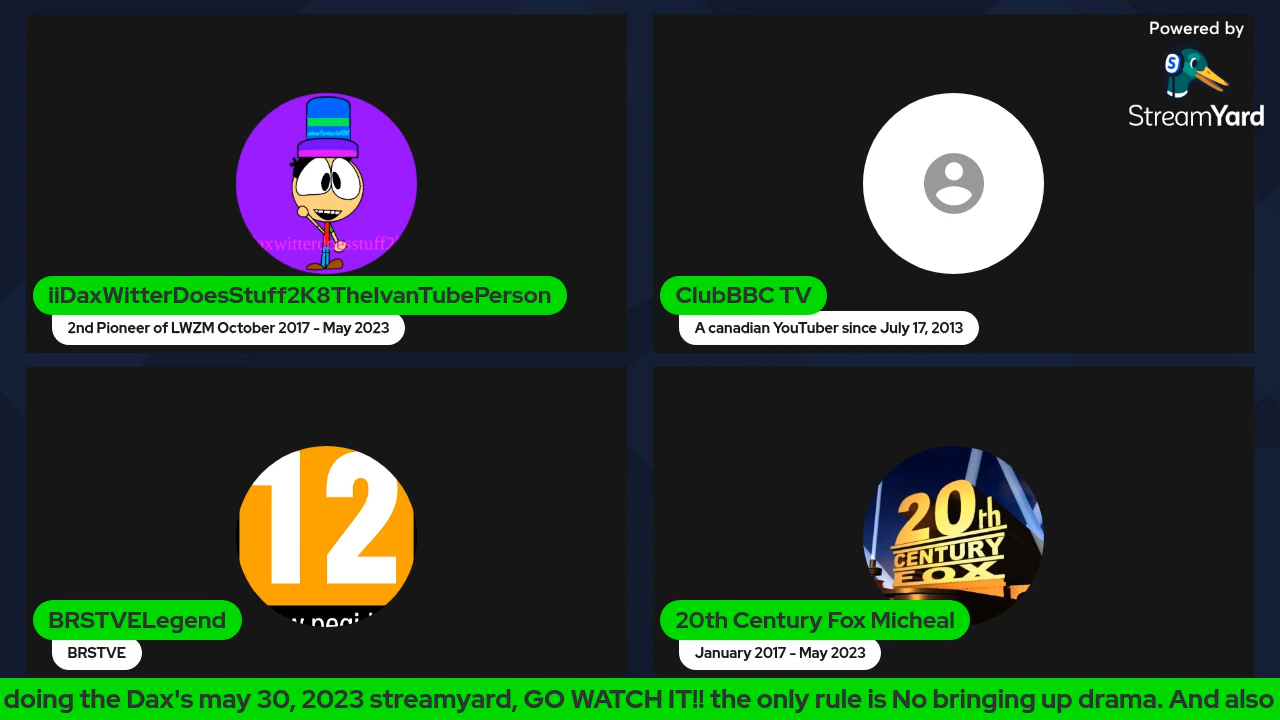 Powered by
S
StreamYard
axwitterdoesstuff2
iiDaxWitterDoesStuff2K8TheIvanTubePerson
2nd Pioneer of LWZM October 2017 - May 2023
ClubBBC TV
A canadian YouTuber since July 17, 2013
12
BRSTVELegend
BRSTVE
20th
CENTURY
FOX
20th Century Fox Micheal
January 2017 - May 2023
doing the Dax's may 30, 2023 streamyard, GO WATCH IT!! the only rule is No bringing up drama. And also